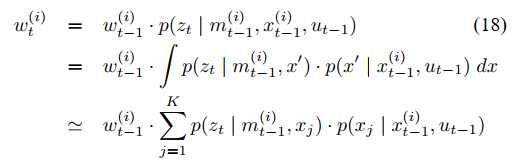 w_t^{(i)} = w_{t-1}^{(i)} · p(z_t | m_{t-1}^{(i)}, x_{t-1}^{(i)}, u_{t-1}) (18)
= w_{t-1}^{(i)} · ∫ p(z_t | m_{t-1}^{(i)}, x') · p(x' | x_{t-1}^{(i)}, u_{t-1}) dx
≃ w_{t-1}^{(i)} · ∑_{j=1}^{K} p(z_t | m_{t-1}^{(i)}, x_j) · p(x_j | x_{t-1}^{(i)}, u_{t-1})